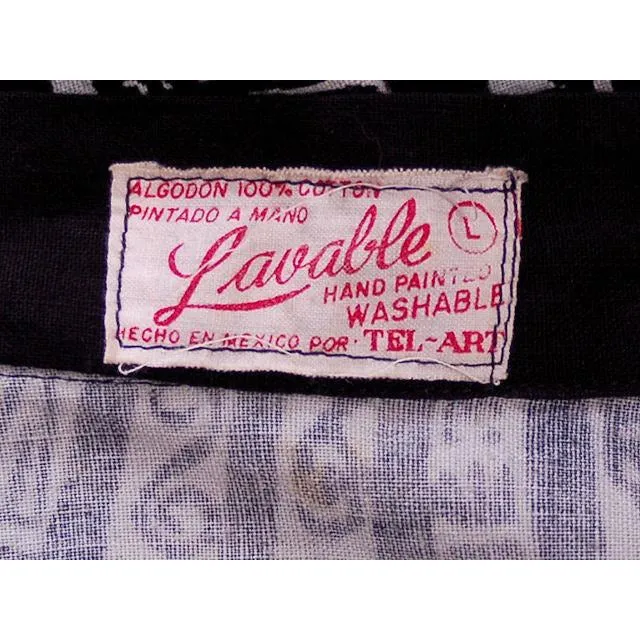 ALGODON 100% COTTON
PINTADO A MANO
Lavable
L
HAND PAINTED
WASHABLE
HECHO EN MEXICO POR· TEL-ART